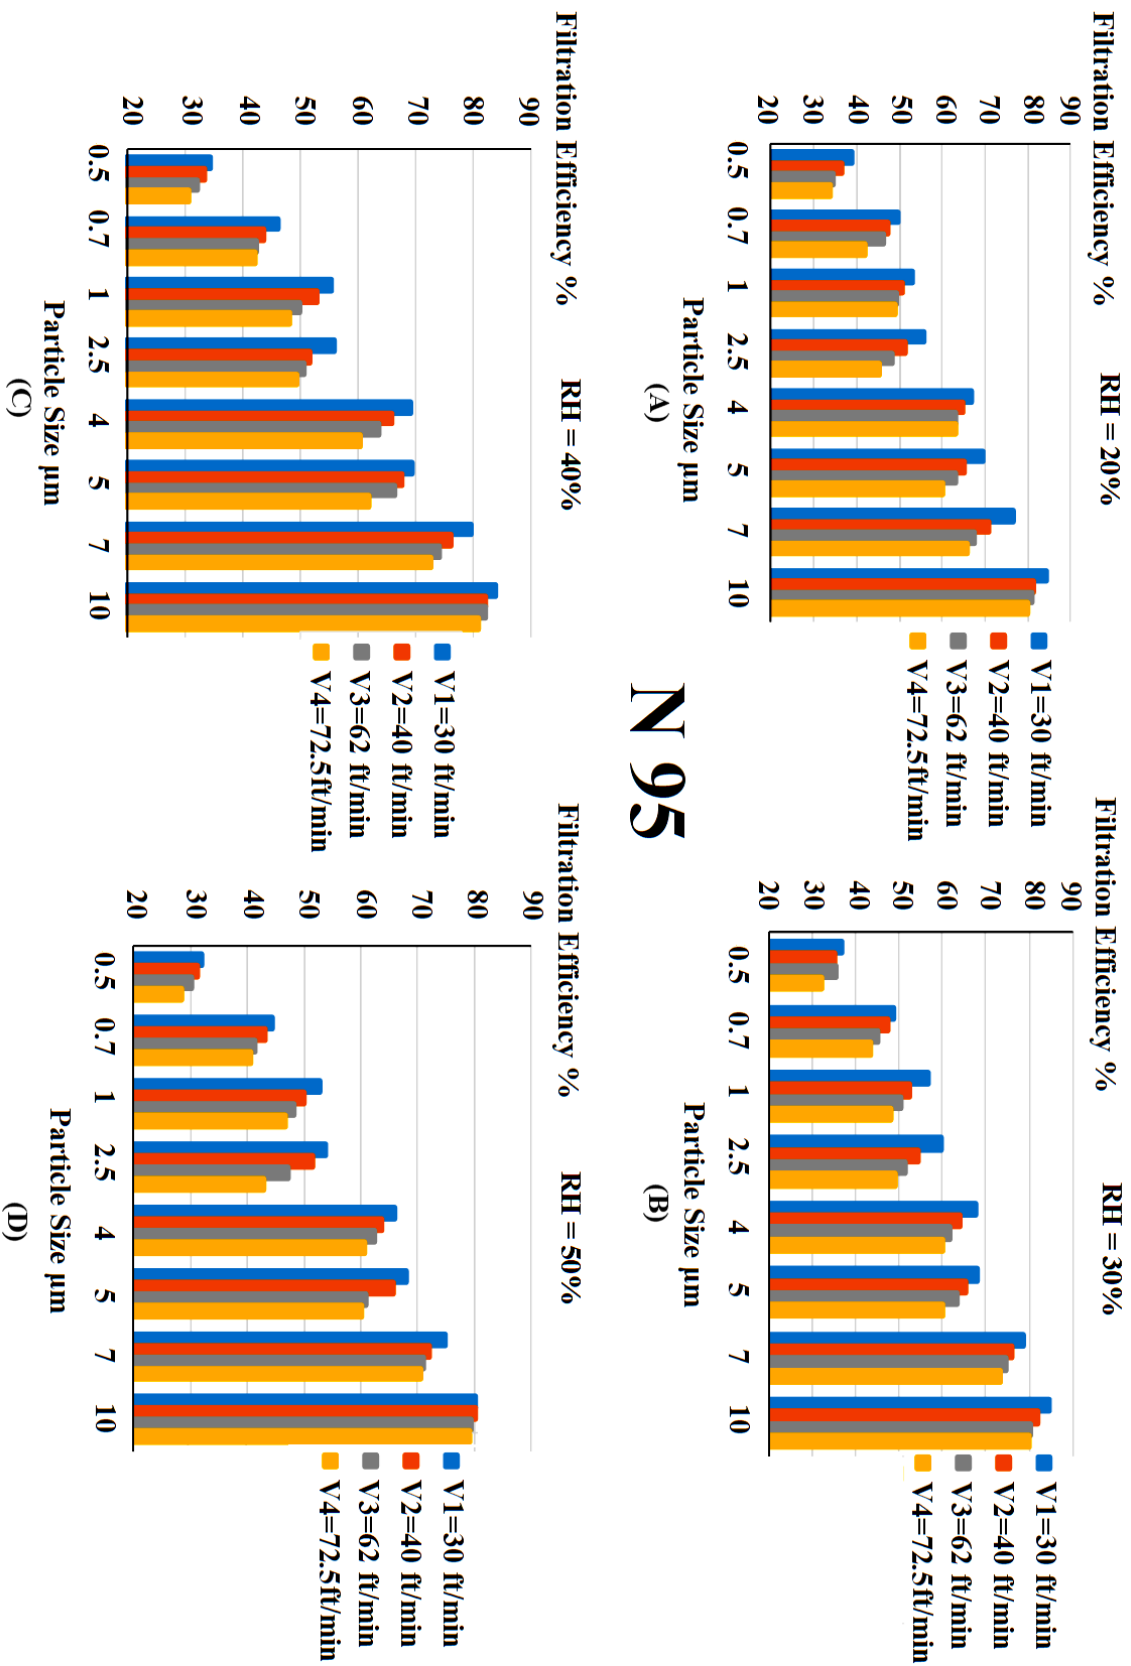 Filtration Efficiency %
RH = 20%
90
80
70
60
50
40
30
20
0.5 0.7 1 2.5 4 5 7 10
Particle Size μm
(A)
V1=30 ft/min
V2=40 ft/min
V3=62 ft/min
V4=72.5ft/min
Filtration Efficiency %
RH = 30%
90
80
70
60
50
40
30
20
0.5 0.7 1 2.5 4 5 7 10
Particle Size μm
(B)
V1=30 ft/min
V2=40 ft/min
V3=62 ft/min
V4=72.5ft/min
N 95
Filtration Efficiency %
RH = 40%
90
80
70
60
50
40
30
20
0.5 0.7 1 2.5 4 5 7 10
Particle Size μm
(C)
V1=30 ft/min
V2=40 ft/min
V3=62 ft/min
V4=72.5ft/min
Filtration Efficiency %
RH = 50%
90
80
70
60
50
40
30
20
0.5 0.7 1 2.5 4 5 7 10
Particle Size μm
(D)
V1=30 ft/min
V2=40 ft/min
V3=62 ft/min
V4=72.5ft/min